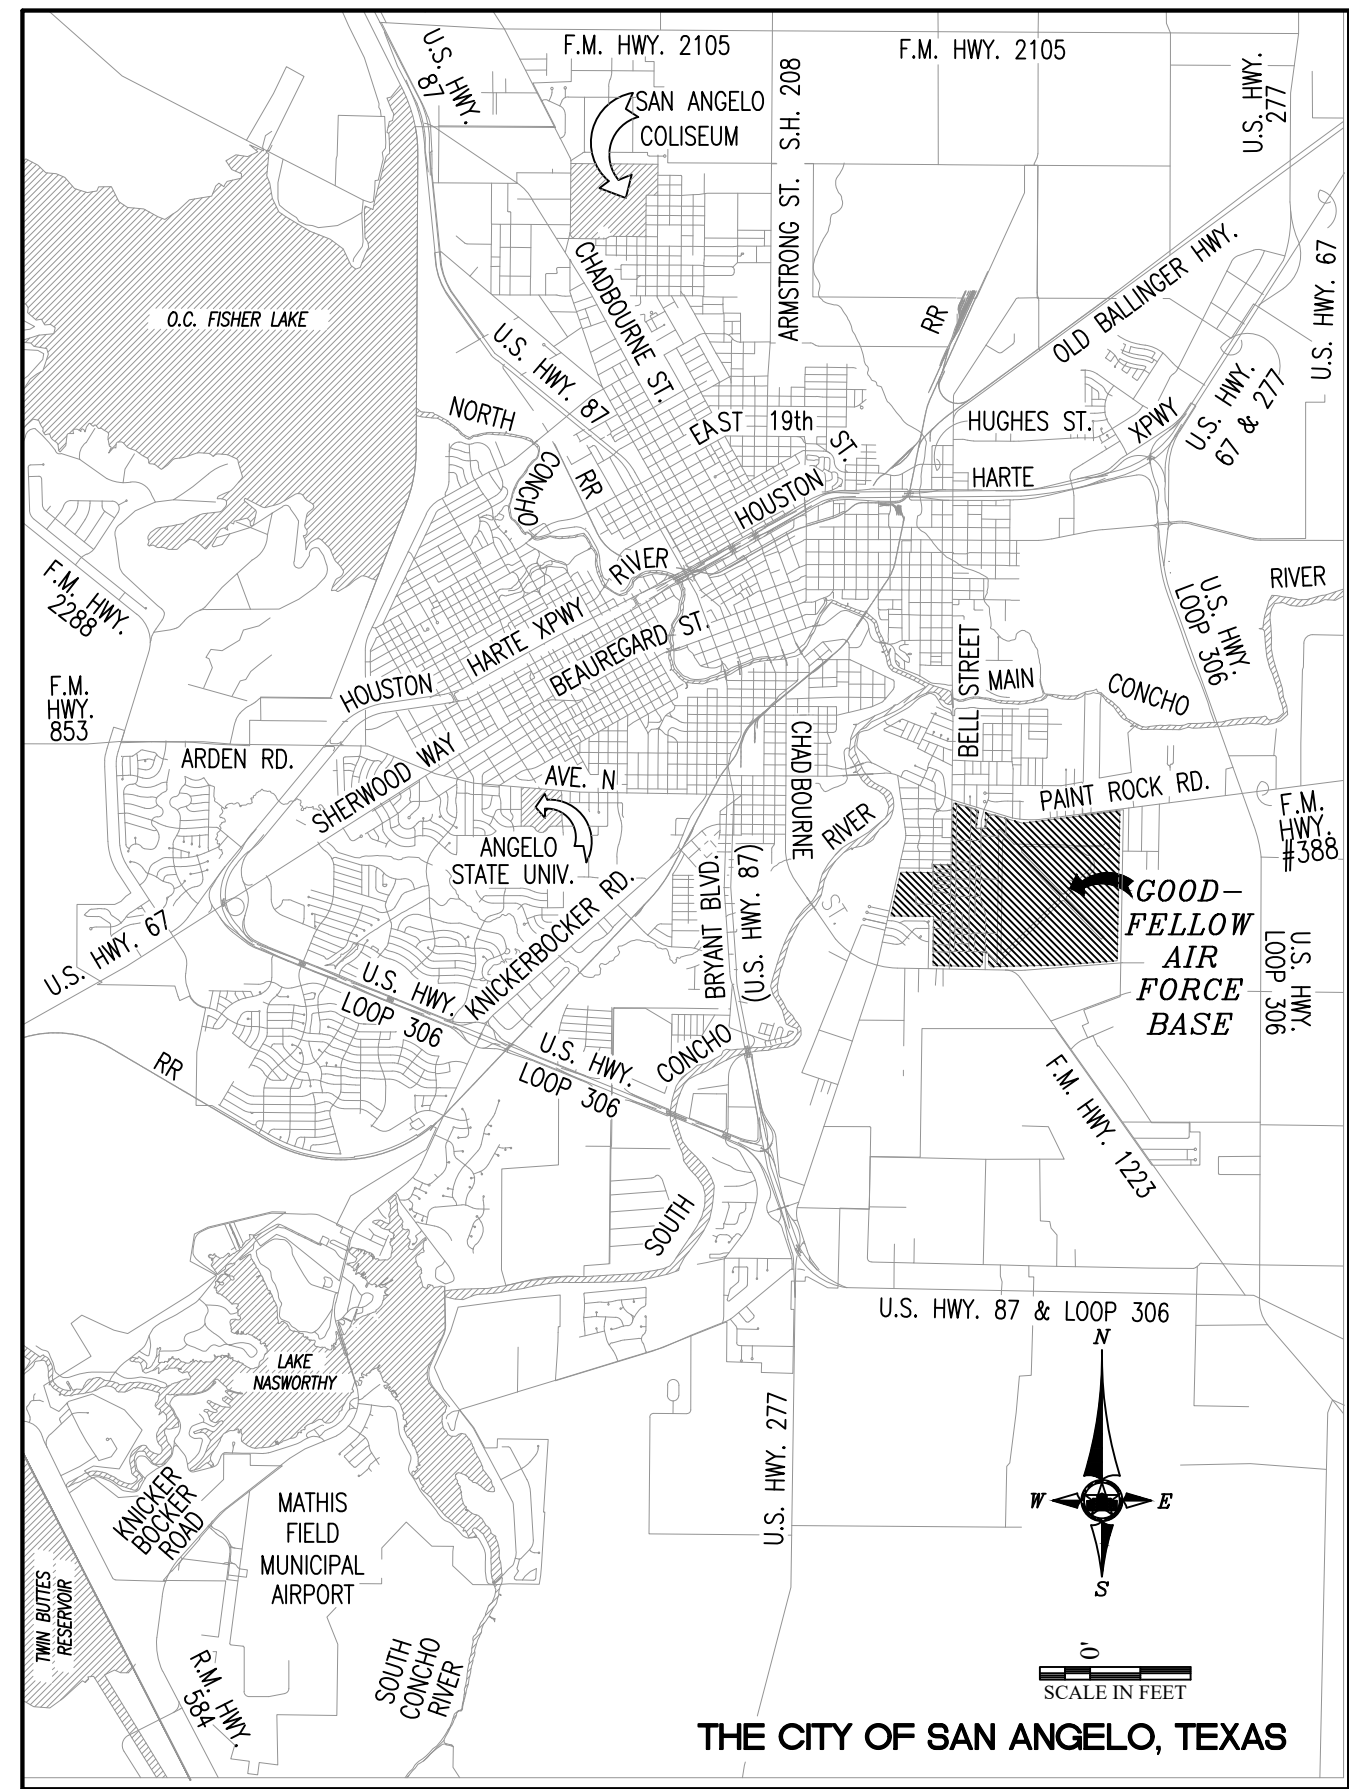 U.S. HWY.
87
F.M. HWY. 2105
F.M. HWY. 2105
U.S. HWY.
277
SAN ANGELO
COLISEUM
ARMSTRONG ST. S.H. 208
O.C. FISHER LAKE
CHADBOURNE ST.
U.S. HWY. 87
RR
OLD BALLINGER HWY.
U.S. HWY. 67
U.S. HWY.
67 & 277
NORTH
CONCHO
RIVER
RR
EAST 19th ST.
HUGHES ST.
HOUSTON
HARTE
XPWY
F.M. HWY.
2288
F.M.
HWY.
853
HOUSTON
HARTE XPWY
BEAUREGARD ST.
U.S. HWY.
LOOP 306
RIVER
BELL STREET
MAIN
CONCHO
ARDEN RD.
SHERWOOD WAY
AVE. N
CHADBOURNE
RIVER
PAINT ROCK RD.
F.M.
HWY.
#388
ANGELO
STATE UNIV.
KNICKERBOCKER RD.
BRYANT BLVD.
(U.S. HWY. 87)
ST.
GOOD-
FELLOW
AIR
FORCE
BASE
U.S. HWY.
LOOP 306
U.S. HWY. 67
U.S. HWY.
LOOP 306
RR
U.S. HWY.
LOOP 306
CONCHO
F.M. HWY. 1223
SOUTH
U.S. HWY. 87 & LOOP 306
LAKE
NASWORTHY
N
W
E
S
U.S. HWY. 277
KNICKER
BOCKER
ROAD
MATHIS
FIELD
MUNICIPAL
AIRPORT
TWIN BUTTES
RESERVOIR
R.M. HWY.
584
SOUTH
CONCHO
RIVER
0'
SCALE IN FEET
THE CITY OF SAN ANGELO, TEXAS